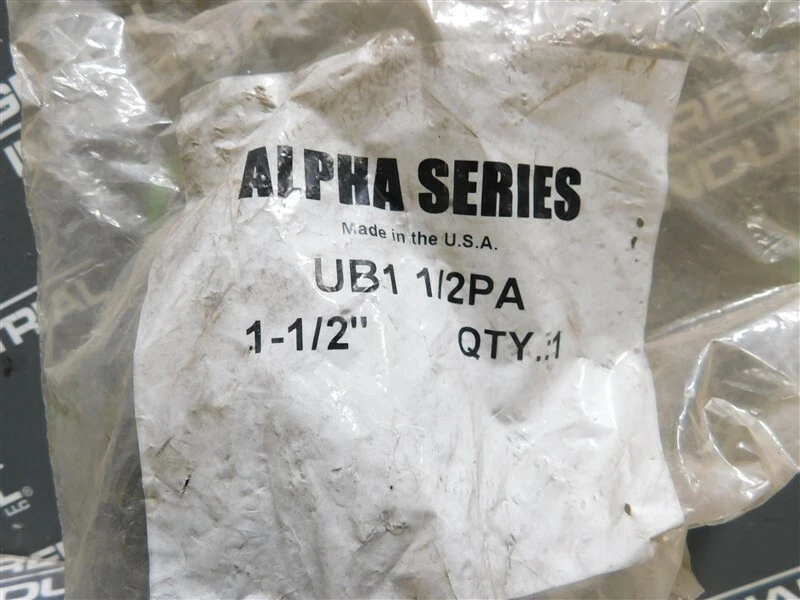 ALPHA SERIES
Made in the U.S.A.
UB1 1/2PA
1-1/2" QTY.:1